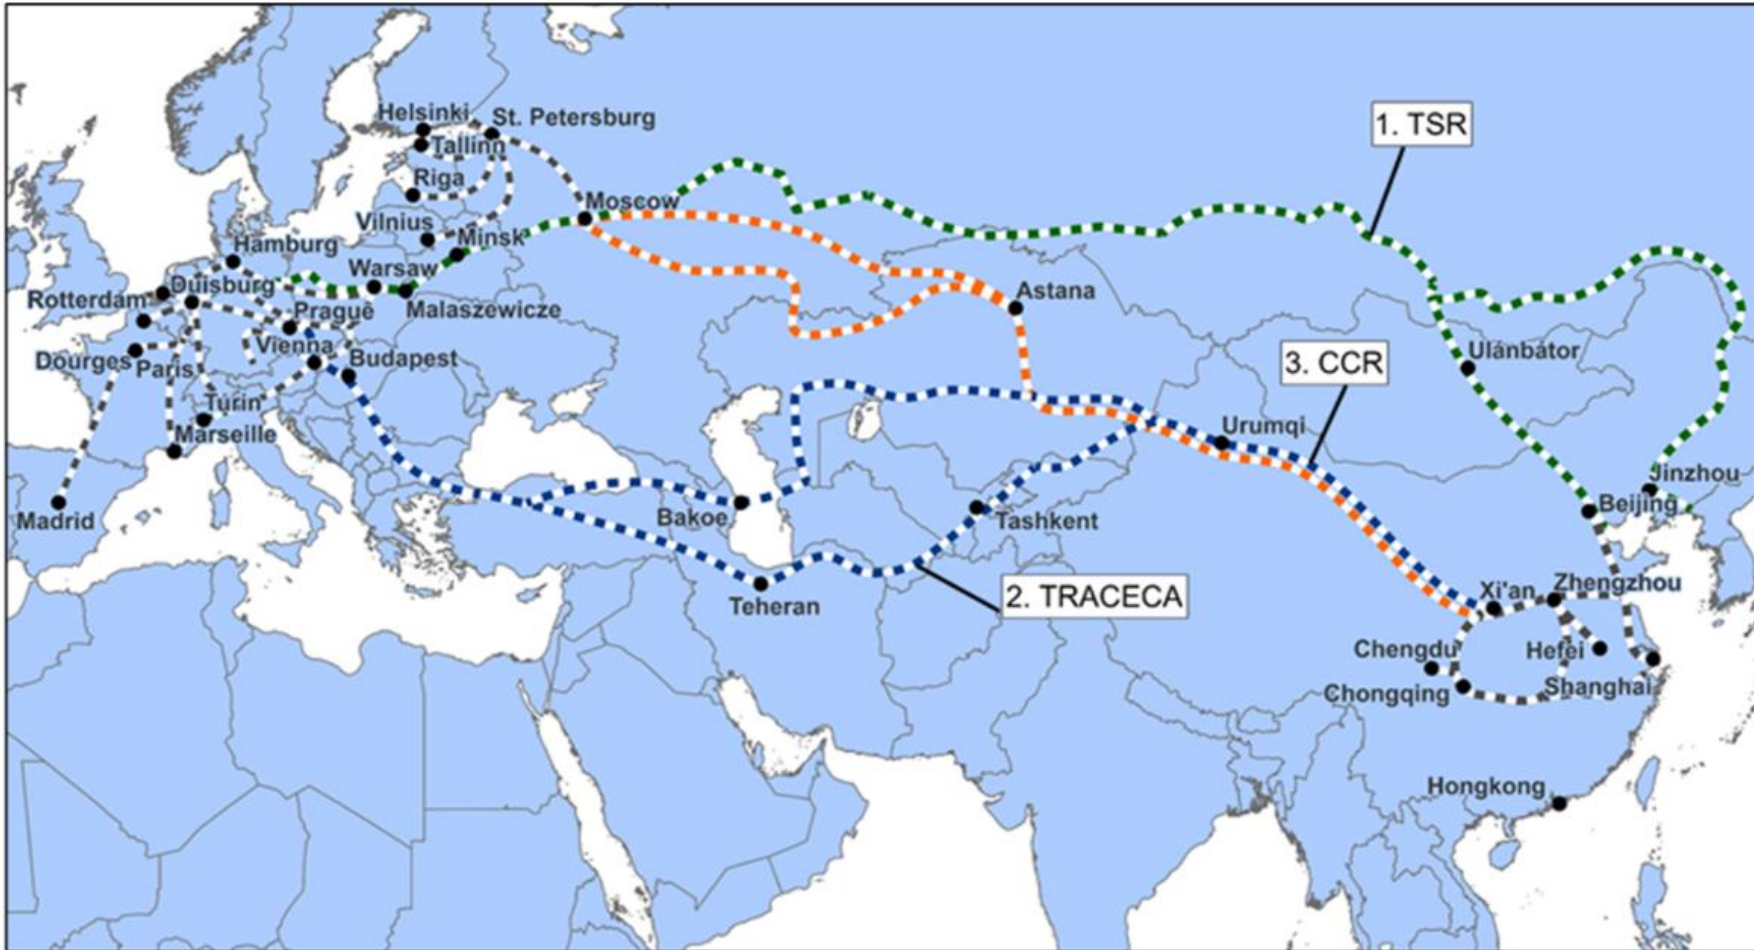 Helsinki
St. Petersburg
1. TSR
Tallinn
Riga
Moscow
Vilnius
Minsk
Hamburg
Warsaw
Duisburg
Rotterdam
Astana
Prague
Malaszewicze
Vienna
Budapest
Ulánbátor
Dourges
Paris
3. CCR
Turin
Urumqi
Marseille
Jinzhou
Beijing
Madrid
Bakoe
Tashkent
Teheran
2. TRACECA
Xi'an
Zhengzhou
Chengdu
Hefei
Chongqing
Shanghai
Hongkong